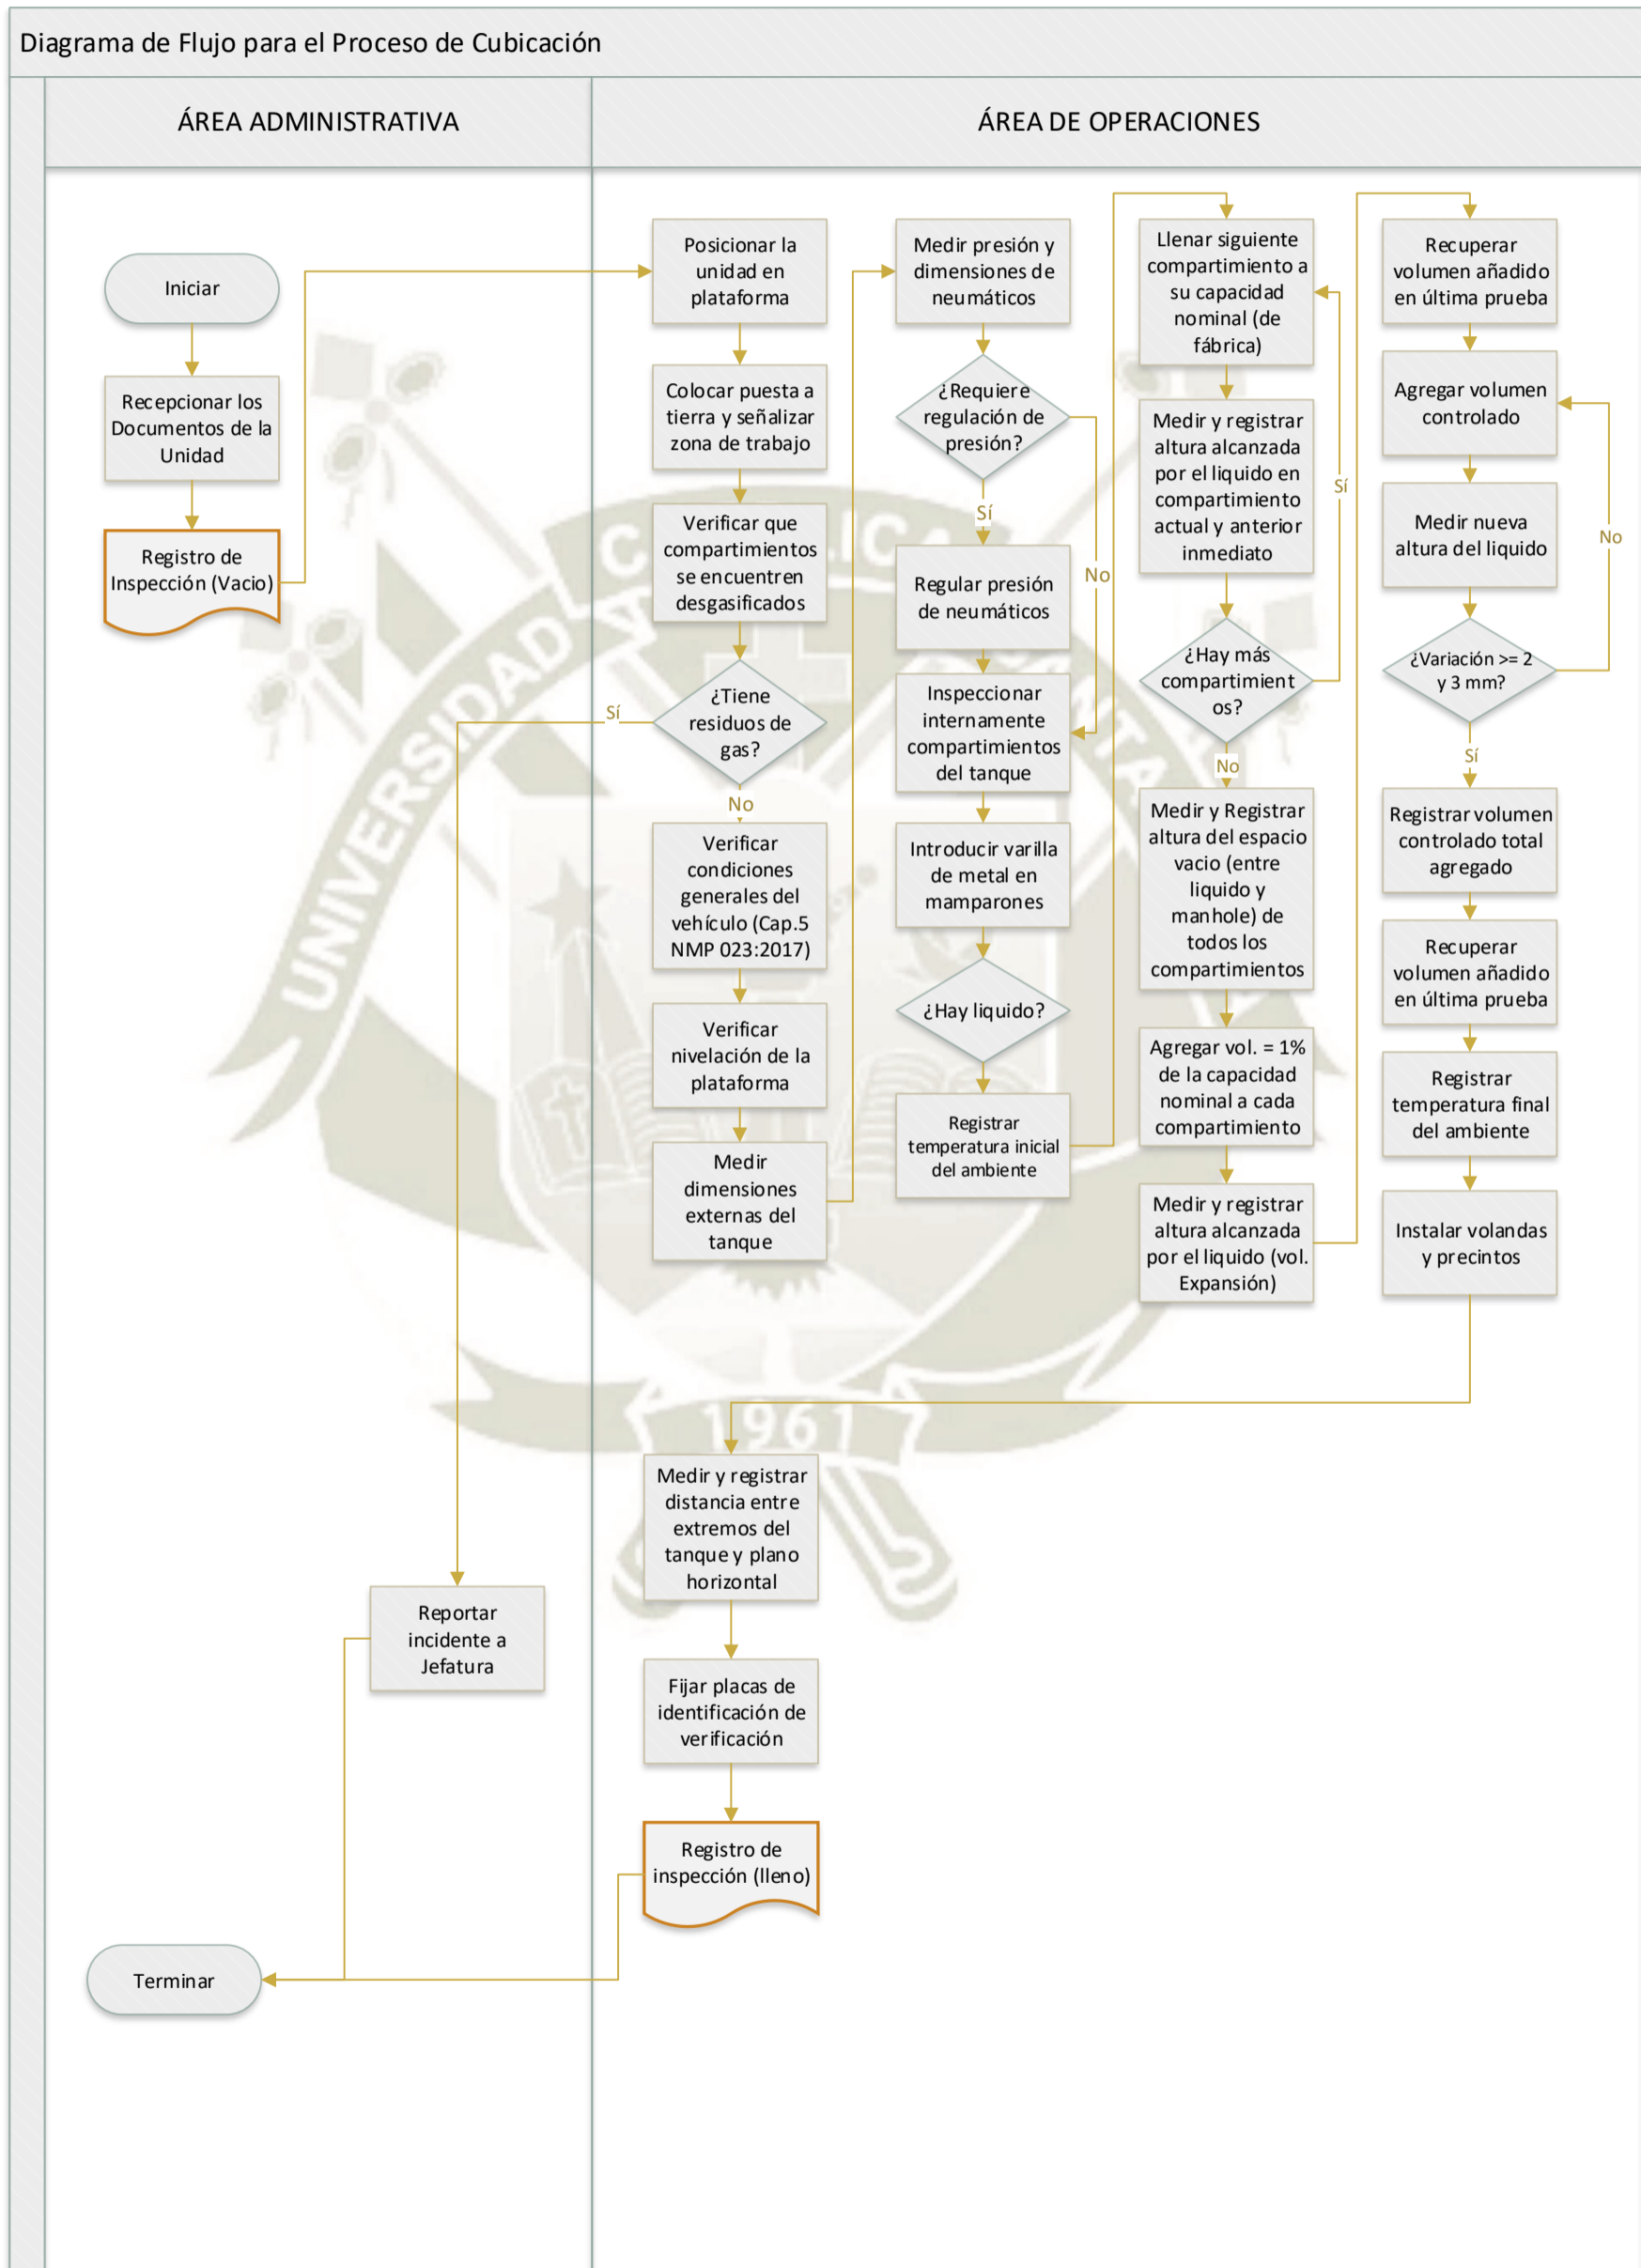 Diagrama de Flujo para el Proceso de Cubicación
ÁREA ADMINISTRATIVA
ÁREA DE OPERACIONES
Iniciar
Recepcionar los
Documentos de la
Unidad
Registro de
Inspección (Vacio)
Posicionar la
unidad en
plataforma
Colocar puesta a
tierra y señalizar
zona de trabajo
Verificar que
compartimientos
se encuentren
desgasificados
¿Tiene
residuos de
gas?
Sí
No
Verificar
condiciones
generales del
vehículo (Cap.5
NMP 023:2017)
Verificar
nivelación de la
plataforma
Medir
dimensiones
externas del
tanque
Medir presión y
dimensiones de
neumáticos
¿Requiere
regulación de
presión?
Sí
No
Regular presión
de neumáticos
Inspeccionar
internamente
compartimientos
del tanque
Introducir varilla
de metal en
mamparones
¿Hay liquido?
Registrar
temperatura inicial
del ambiente
Llenar siguiente
compartimiento a
su capacidad
nominal (de
fábrica)
Medir y registrar
altura alcanzada
por el liquido en
compartimiento
actual y anterior
inmediato
¿Hay más
compartimient
os?
Sí
No
Medir y Registrar
altura del espacio
vacio (entre
liquido y
manhole) de
todos los
compartimientos
Agregar vol. = 1%
de la capacidad
nominal a cada
compartimiento
Medir y registrar
altura alcanzada
por el liquido (vol.
Expansión)
Recuperar
volumen añadido
en última prueba
Agregar volumen
controlado
Medir nueva
altura del liquido
¿Variación >= 2
y 3 mm?
No
Sí
Registrar volumen
controlado total
agregado
Recuperar
volumen añadido
en última prueba
Registrar
temperatura final
del ambiente
Instalar volandas
y precintos
Medir y registrar
distancia entre
extremos del
tanque y plano
horizontal
Reportar
incidente a
Jefatura
Fijar placas de
identificación de
verificación
Registro de
inspección (lleno)
Terminar
UNIVERSIDAD
1961